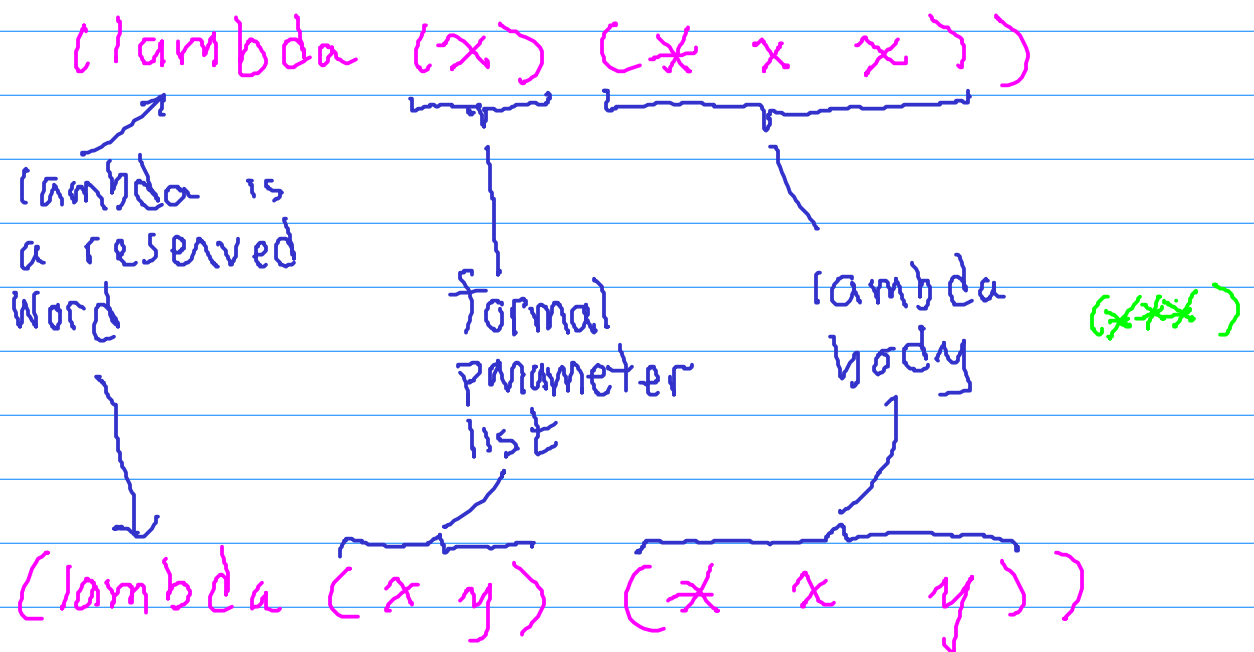 (lambda (x) (* x x))
lambda is
a reserved
word
formal
parameter
list
lambda
body
(***)
(lambda (x y) (* x y))